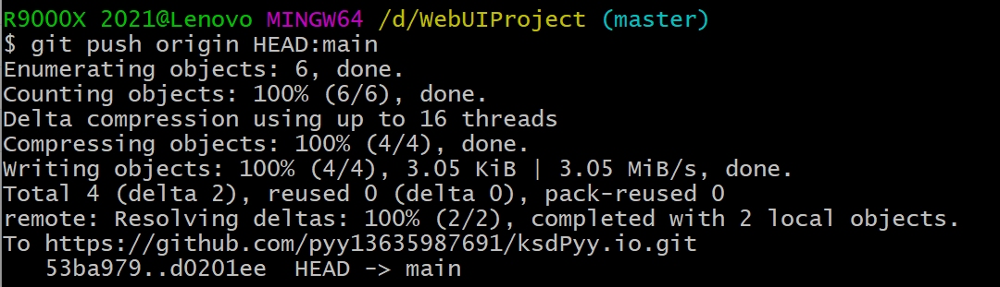 R9000X 2021@Lenovo MINGW64 /d/WebUIProject (master)
$ git push origin HEAD:main
Enumerating objects: 6, done.
Counting objects: 100% (6/6), done.
Delta compression using up to 16 threads
Compressing objects: 100% (4/4), done.
Writing objects: 100% (4/4), 3.05 KiB | 3.05 MiB/s, done.
Total 4 (delta 2), reused 0 (delta 0), pack-reused 0
remote: Resolving deltas: 100% (2/2), completed with 2 local objects.
To https://github.com/pyy13635987691/ksdPyy.io.git
   53ba979..d0201ee  HEAD -> main